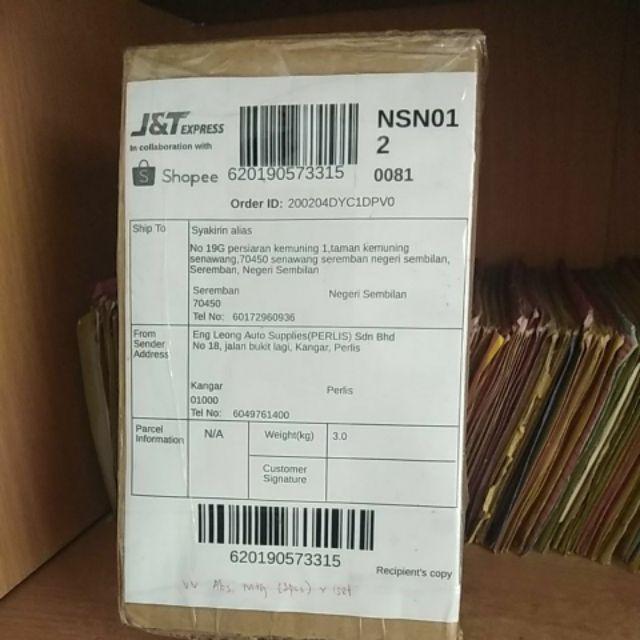 J&T EXPRESS
In collaboration with
Shopee
620190573315
NSN01
2
0081
Order ID: 200204DYC1DPV0
Ship To
Syakirin alias
No 19G persiaran kemuning 1,taman kemuning
senawang,70450 senawang seremban negeri sembilan,
Seremban, Negeri Sembilan
Seremban Negeri Sembilan
70450
Tel No: 60172960936
From
Sender
Address
Eng Leong Auto Supplies(PERLIS) Sdn Bhd
No 18, jalan bukit lagi, Kangar, Perlis
Kangar Perlis
01000
Tel No: 6049761400
Parcel
Information
N/A Weight(kg) 3.0
Customer
Signature
620190573315
Recipient's copy